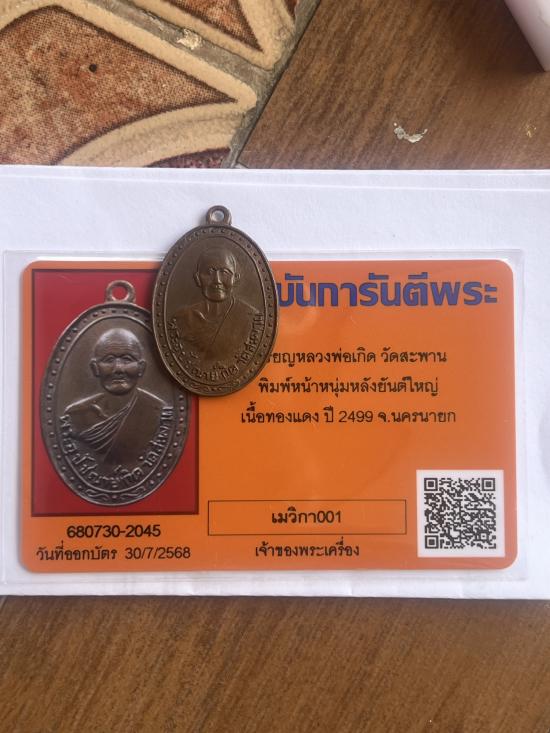 บันการันตีพระ
ยญหลวงพ่อเกิด วัดสะพาน
พิมพ์หน้าหนุ่มหลังยันต์ใหญ่
เนื้อทองแดง ปี 2499 จ.นครนายก
เมวิกา001
680730-2045
วันที่ออกบัตร 30/7/2568
เจ้าของพระเครื่อง